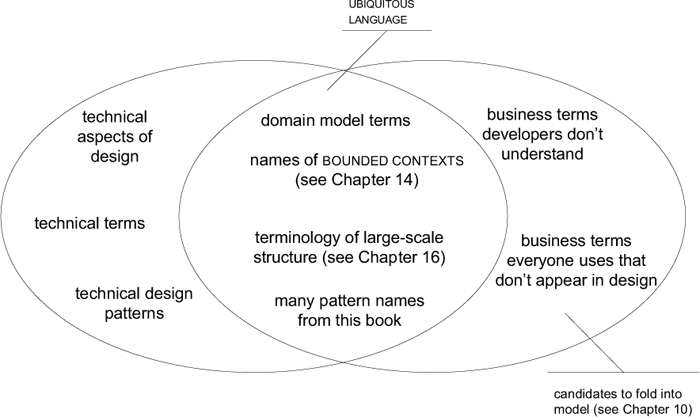 UBIQUITOUS
LANGUAGE
technical
aspects of
design
technical terms
technical design
patterns
domain model terms
names of BOUNDED CONTEXTS
(see Chapter 14)
terminology of large-scale
structure (see Chapter 16)
many pattern names
from this book
business terms
developers don't
understand
business terms
everyone uses that
don't appear in design
candidates to fold into
model (see Chapter 10)